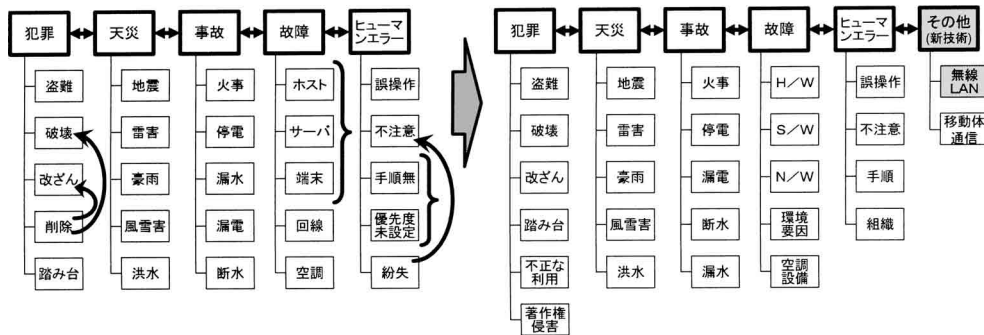 犯罪
天災
事故
故障
ヒューマ
ンエラー
盗難
地震
火事
ホスト
誤操作
破壊
雷害
停電
サーバ
不注意
改ざん
豪雨
漏水
端末
手順無
削除
風雪害
漏電
回線
優先度
未設定
踏み台
洪水
断水
空調
紛失
犯罪
天災
事故
故障
ヒューマ
ンエラー
その他
(新技術)
盗難
地震
火事
H/W
誤操作
無線
LAN
破壊
雷害
停電
S/W
不注意
移動体
通信
改ざん
豪雨
漏電
N/W
手順
踏み台
風雪害
断水
環境
要因
組織
不正な
利用
洪水
漏水
空調
設備
著作権
侵害